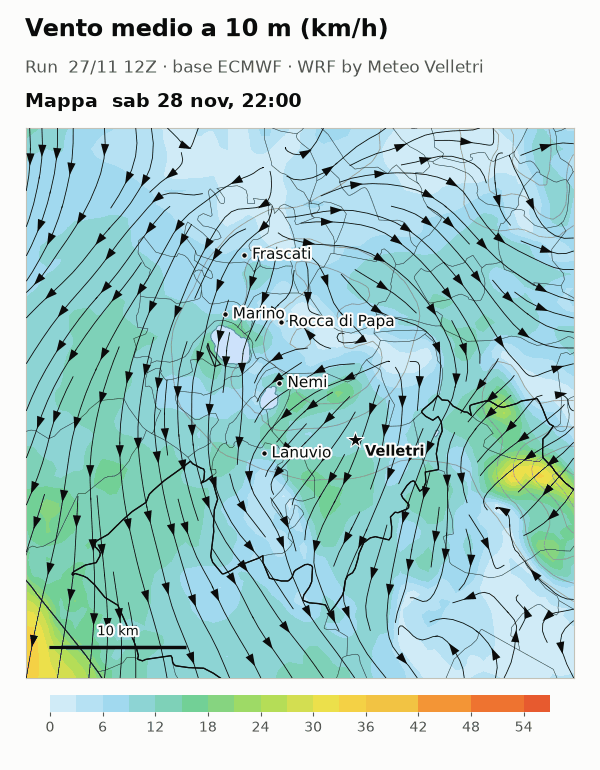 Vento medio a 10 m (km/h)
Run  27/11 12Z · base ECMWF · WRF by Meteo Velletri
Mappa  sab 28 nov, 22:00
Frascati
Marino
Rocca di Papa
Nemi
Velletri
Lanuvio
10 km
0 6 12 18 24 30 36 42 48 54